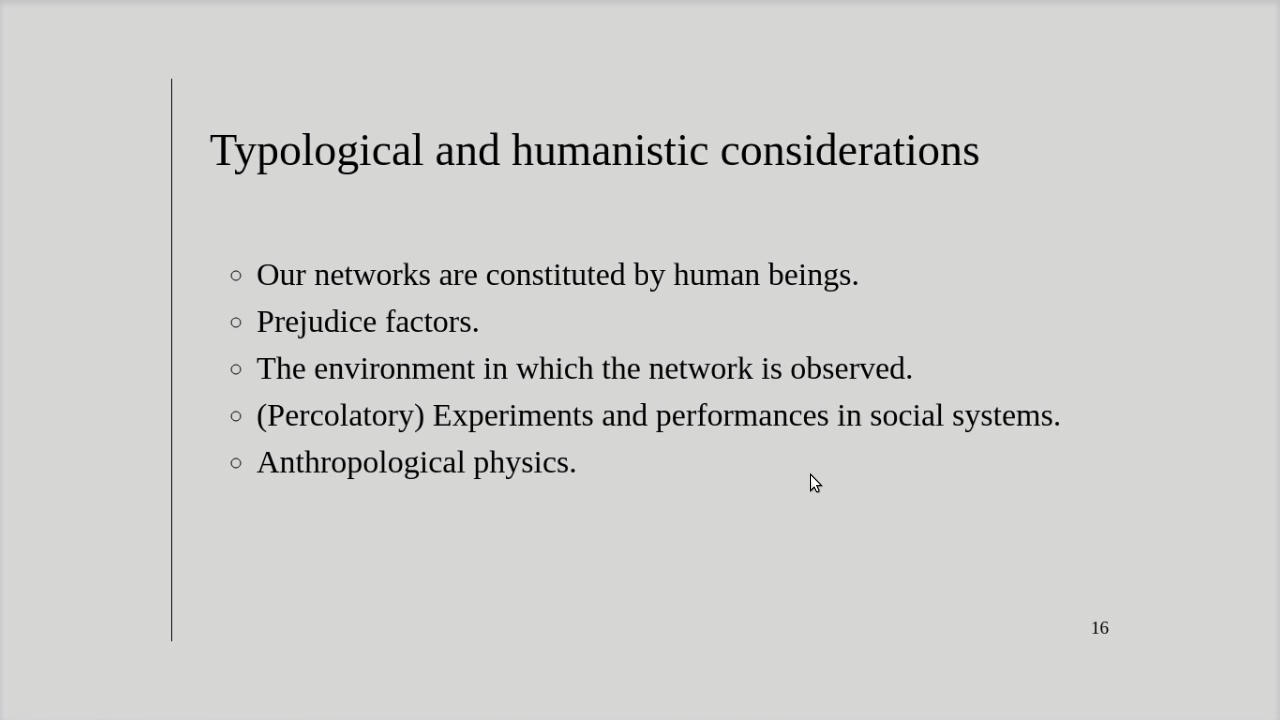 Typological and humanistic considerations
Our networks are constituted by human beings.
Prejudice factors.
The environment in which the network is observed.
(Percolatory) Experiments and performances in social systems.
Anthropological physics.
16